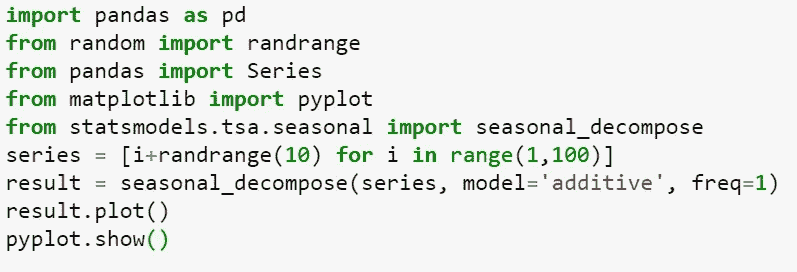 import pandas as pd
from random import randrange
from pandas import Series
from matplotlib import pyplot
from statsmodels.tsa.seasonal import seasonal_decompose
series = [i+randrange(10) for i in range(1,100)]
result = seasonal_decompose(series, model='additive', freq=1)
result.plot()
pyplot.show()